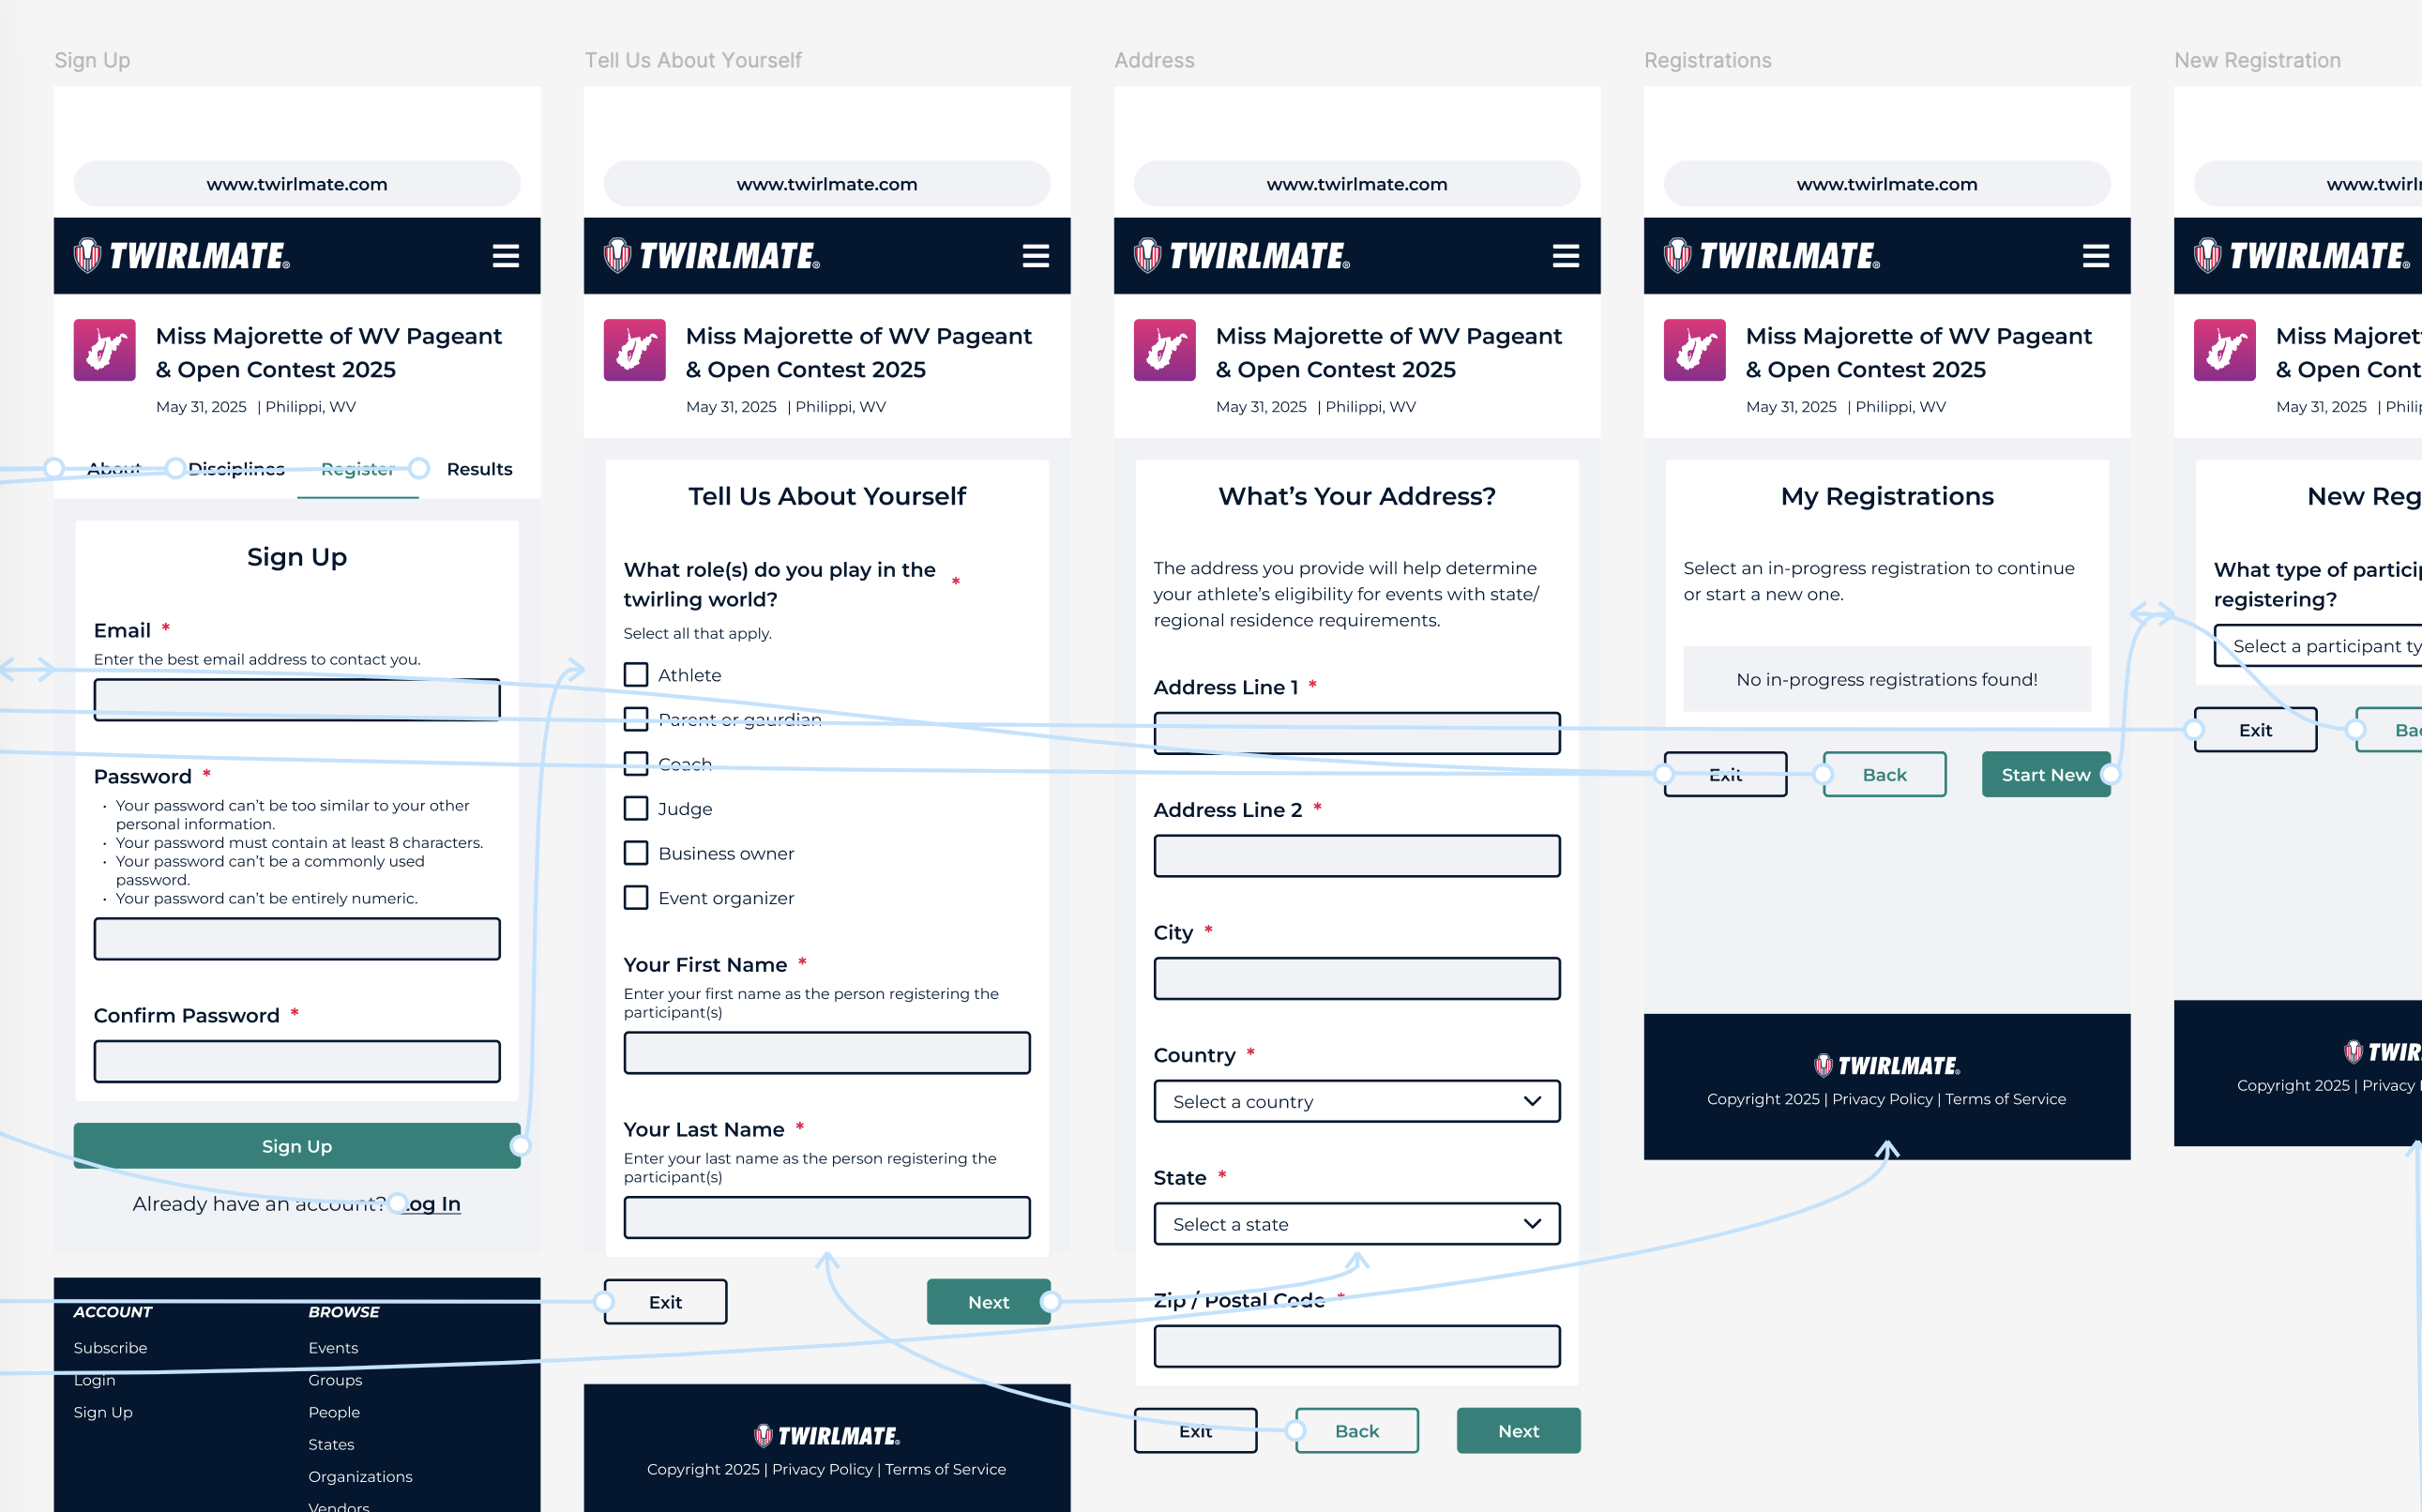 Sign Up
www.twirlmate.com
TWIRLMATE®
Miss Majorette of WV Pageant
& Open Contest 2025
May 31, 2025 | Philippi, WV
About Disciplines Register Results
Sign Up
Email *
Enter the best email address to contact you.
Password *
• Your password can't be too similar to your other
personal information.
• Your password must contain at least 8 characters.
• Your password can't be a commonly used
password.
• Your password can't be entirely numeric.
Confirm Password *
Sign Up
Already have an account? Log In
ACCOUNT
Subscribe
Login
Sign Up
BROWSE
Events
Groups
People
States
Organizations
Vendors
Tell Us About Yourself
www.twirlmate.com
TWIRLMATE®
Miss Majorette of WV Pageant
& Open Contest 2025
May 31, 2025 | Philippi, WV
Tell Us About Yourself
What role(s) do you play in the
twirling world? *
Select all that apply.
Athlete
Parent or gaurdian
Coach
Judge
Business owner
Event organizer
Your First Name *
Enter your first name as the person registering the
participant(s)
Your Last Name *
Enter your last name as the person registering the
participant(s)
Exit
Next
TWIRLMATE®
Copyright 2025 | Privacy Policy | Terms of Service
Address
www.twirlmate.com
TWIRLMATE®
Miss Majorette of WV Pageant
& Open Contest 2025
May 31, 2025 | Philippi, WV
What's Your Address?
The address you provide will help determine
your athlete's eligibility for events with state/
regional residence requirements.
Address Line 1 *
Address Line 2 *
City *
Country *
Select a country
State *
Select a state
Zip / Postal Code *
Exit
Back
Next
Registrations
www.twirlmate.com
TWIRLMATE®
Miss Majorette of WV Pageant
& Open Contest 2025
May 31, 2025 | Philippi, WV
My Registrations
Select an in-progress registration to continue
or start a new one.
No in-progress registrations found!
Exit
Back
Start New
TWIRLMATE®
Copyright 2025 | Privacy Policy | Terms of Service
New Registration
www.twirl
TWIRLMATE®
Miss Majoret
& Open Cont
May 31, 2025 | Phili
New Reg
What type of partici
registering?
Select a participant ty
Exit
Ba
TWIR
Copyright 2025 | Privacy